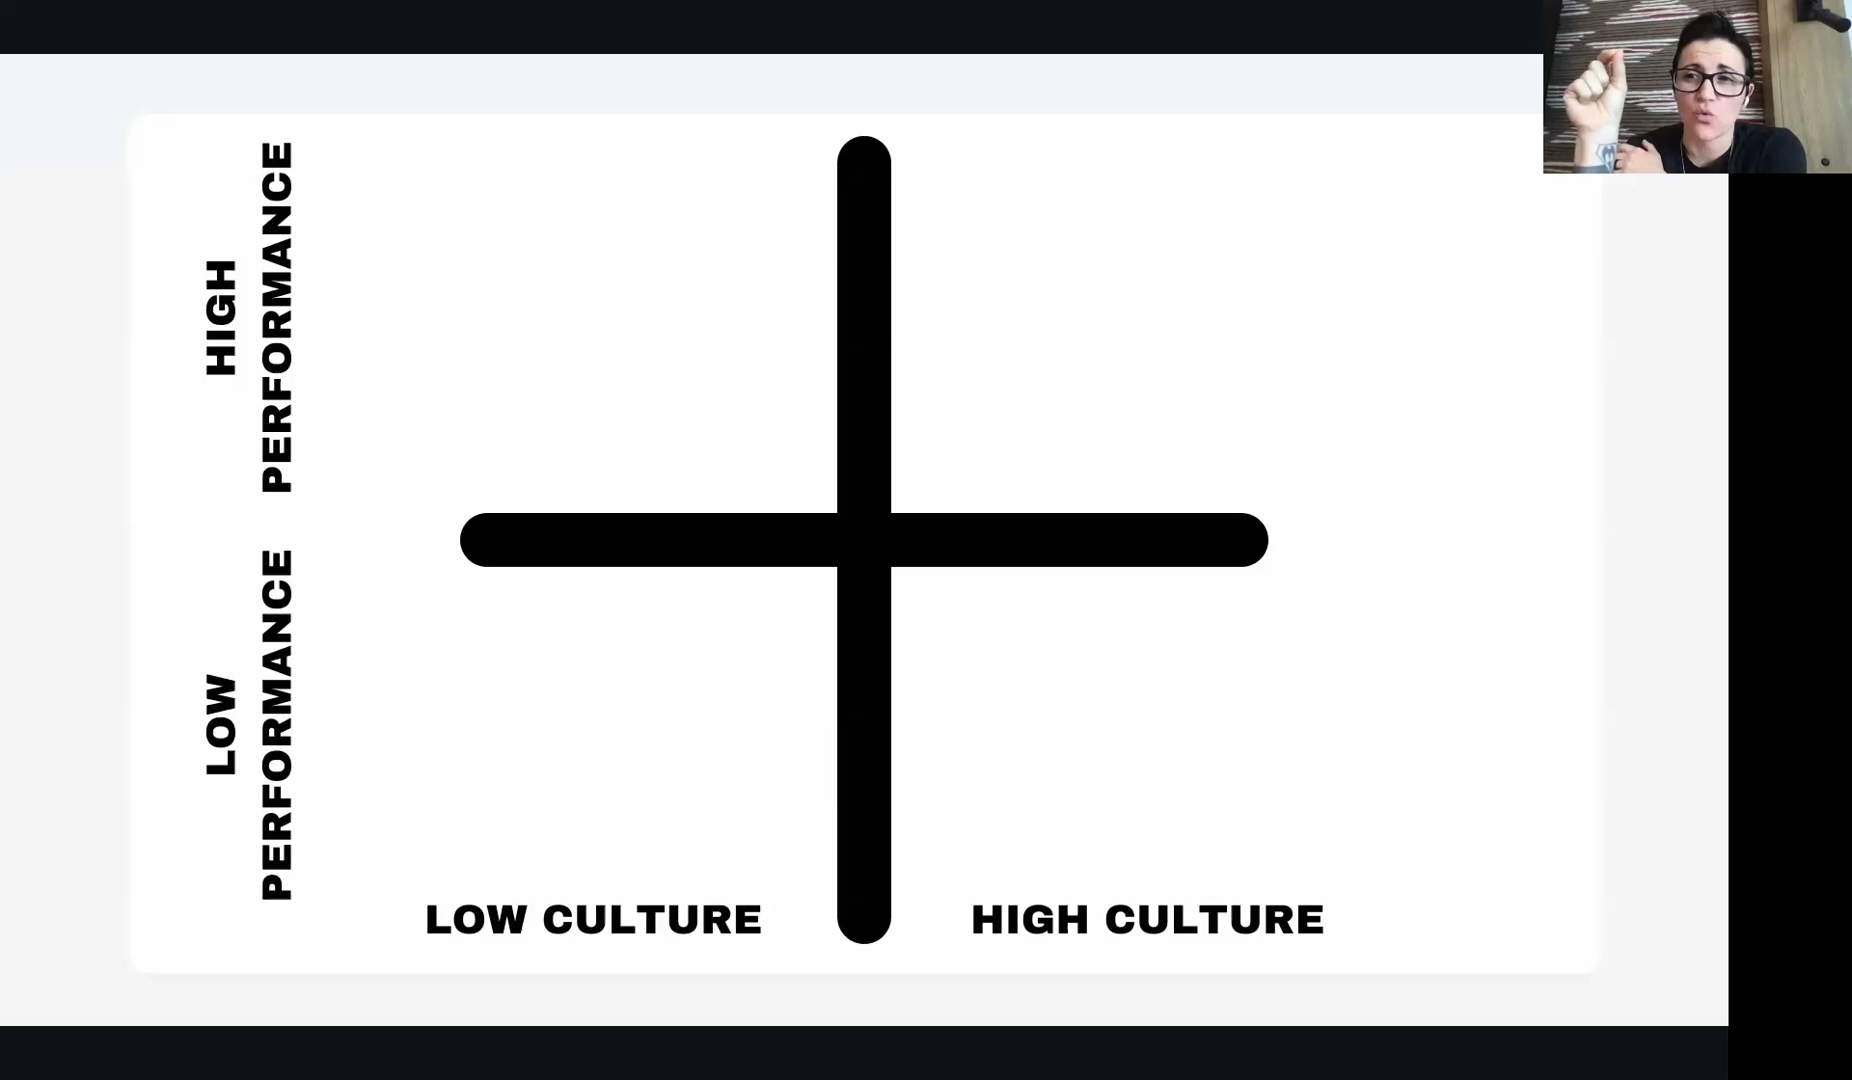 HIGH
PERFORMANCE
LOW
PERFORMANCE
LOW CULTURE
HIGH CULTURE